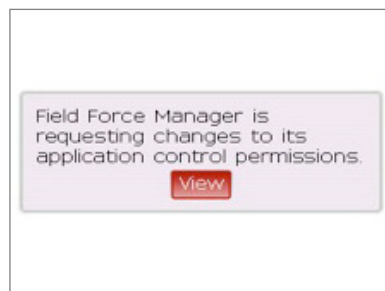 Field Force Manager is
requesting changes to its
application control permissions.
View